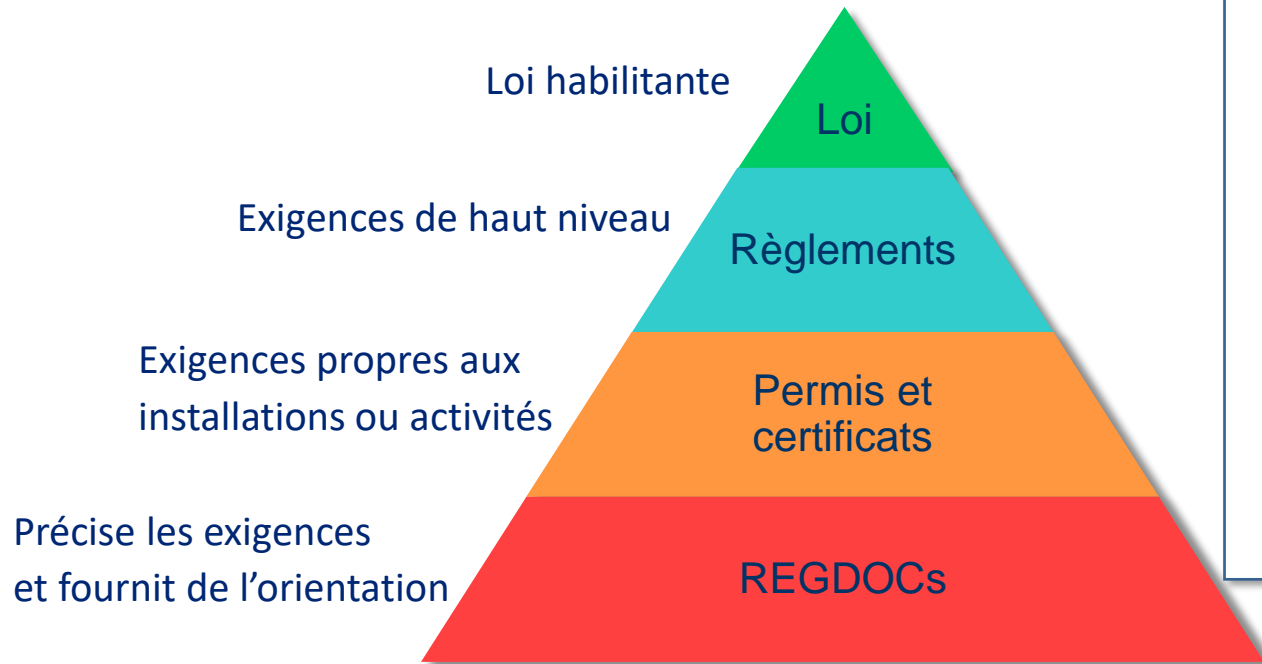 Loi habilitante
Loi
Exigences de haut niveau
Règlements
Exigences propres aux
installations ou activités
Permis et
certificats
Précise les exigences
et fournit de l’orientation
REGDOCs